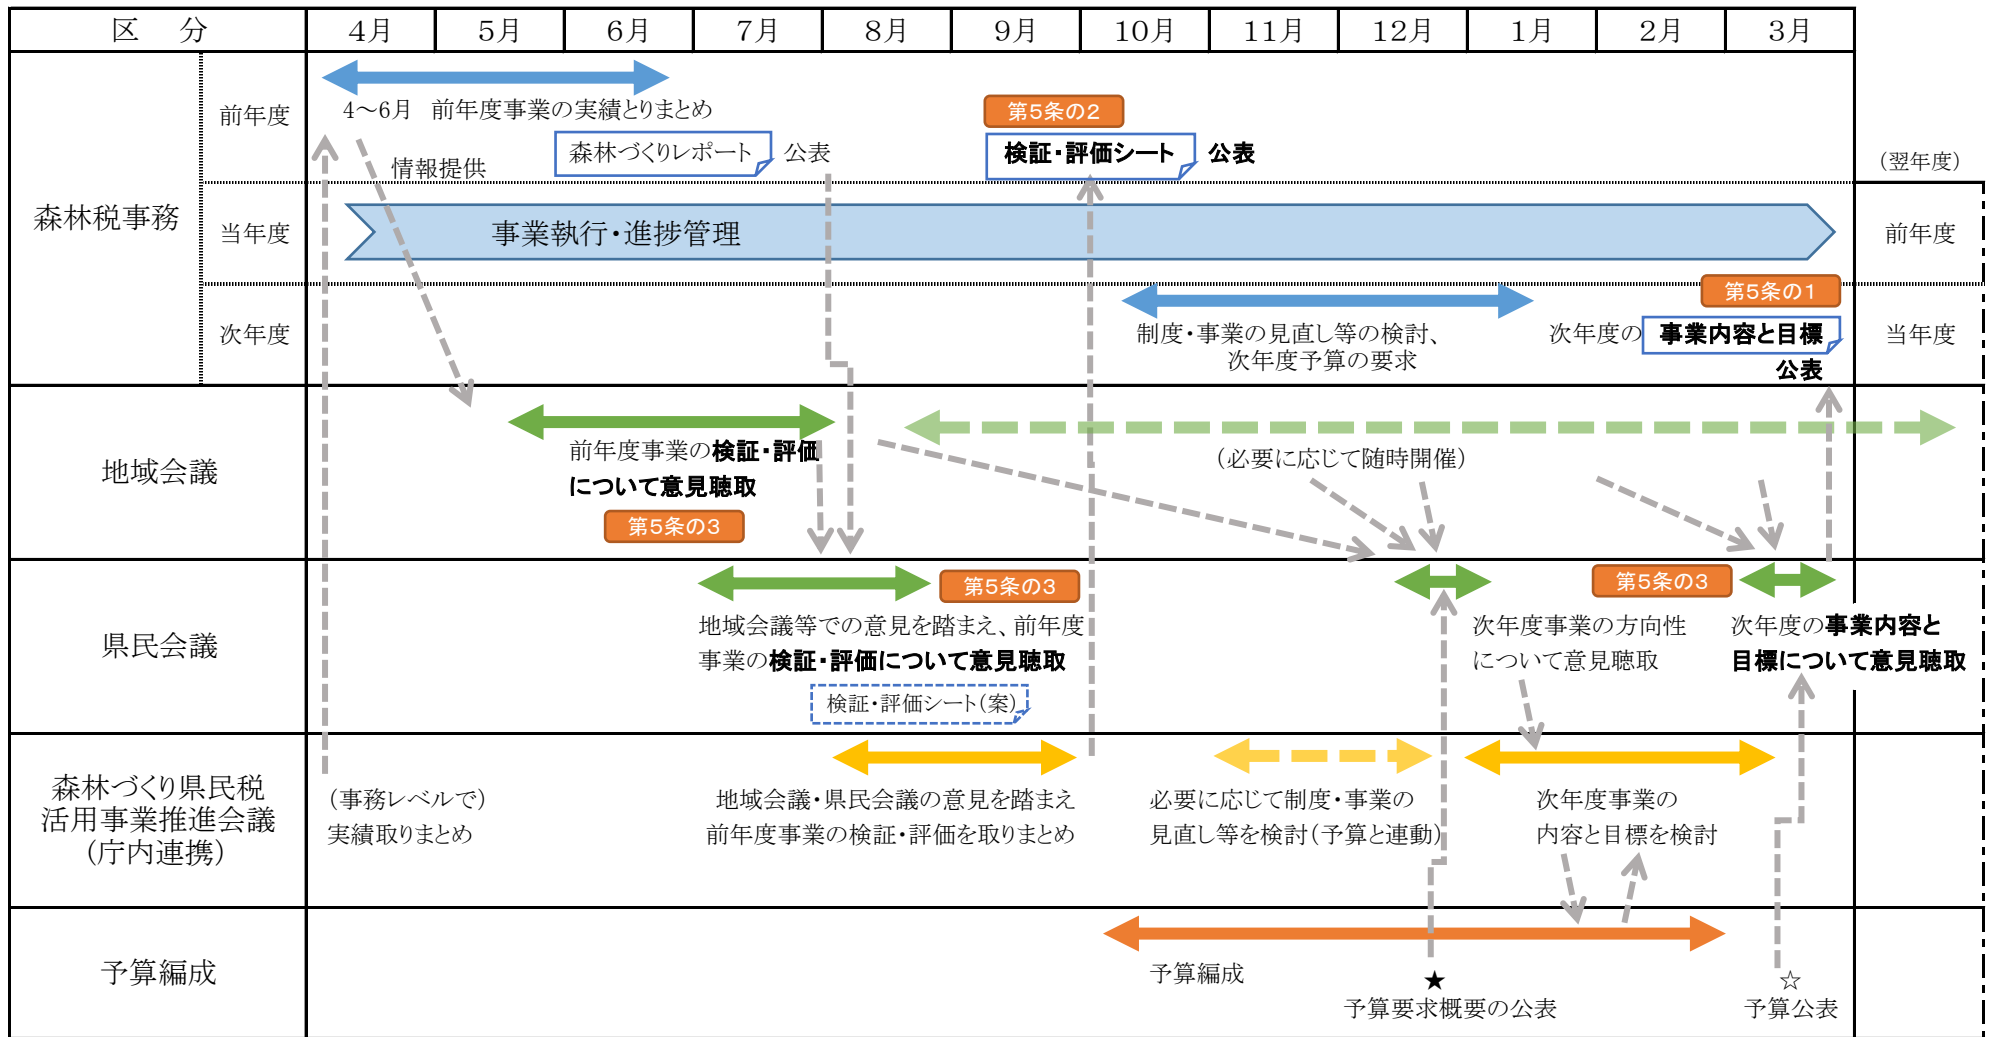 区　分
4月
5月
6月
7月
8月
9月
10月
11月
12月
1月
2月
3月
森林税事務
前年度
4～6月　前年度事業の実績とりまとめ
情報提供
森林づくりレポート
公表
第5条の2
検証・評価シート
公表
（翌年度）
当年度
事業執行・進捗管理
前年度
次年度
制度・事業の見直し等の検討、
次年度予算の要求
第5条の1
次年度の
事業内容と目標
公表
当年度
地域会議
前年度事業の検証・評価
について意見聴取
第5条の3
（必要に応じて随時開催）
県民会議
第5条の3
地域会議等での意見を踏まえ、前年度
事業の検証・評価について意見聴取
検証・評価シート（案）
次年度事業の方向性
について意見聴取
第5条の3
次年度の事業内容と
目標について意見聴取
森林づくり県民税
活用事業推進会議
（庁内連携）
（事務レベルで）
実績取りまとめ
地域会議・県民会議の意見を踏まえ
前年度事業の検証・評価を取りまとめ
必要に応じて制度・事業の
見直し等を検討（予算と連動）
次年度事業の
内容と目標を検討
予算編成
予算編成
★
予算要求概要の公表
☆
予算公表